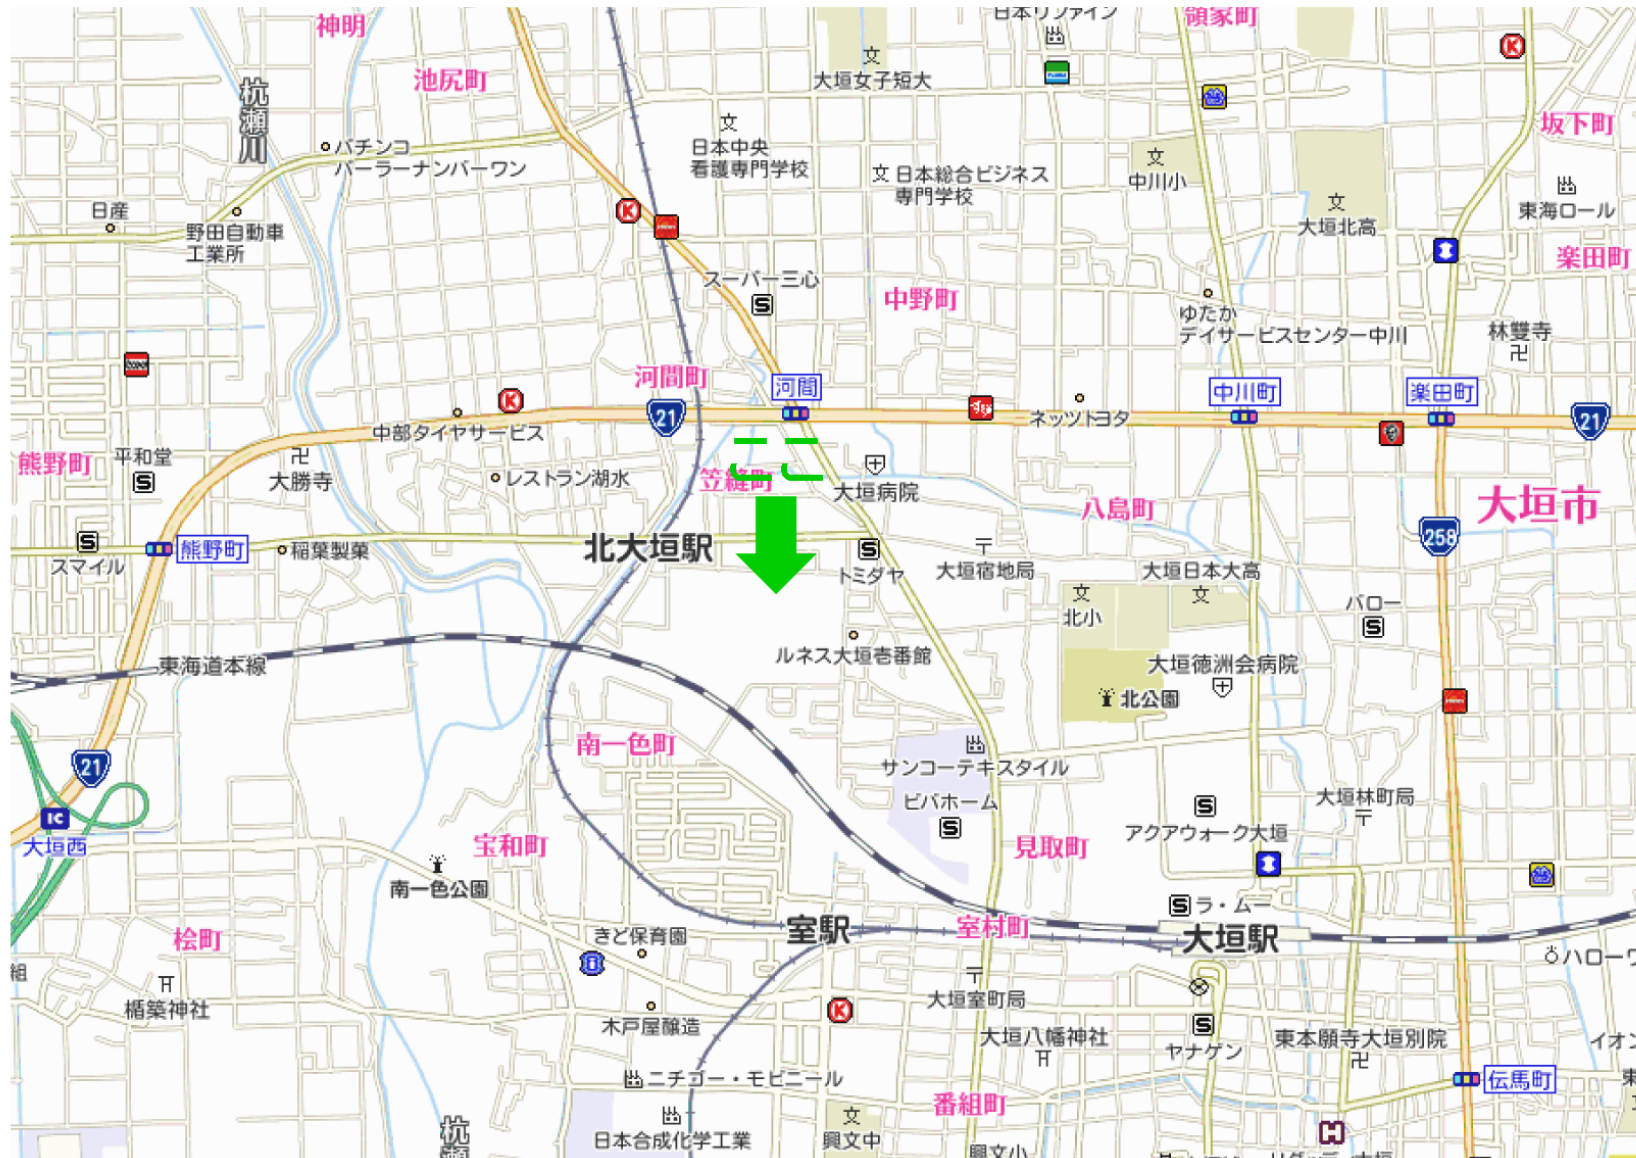 神明
日本リファイン
領家町
池尻町
大垣女子短大
杭瀬川
坂下町
パチンコ
パーラーナンバーワン
日本中央
看護専門学校
日本総合ビジネス
専門学校
中川小
日産
野田自動車
工業所
大垣北高
東海ロール
楽田町
スーパー三心
中野町
ゆたか
デイサービスセンター中川
林雙寺
河間町
河間
中川町
楽田町
21
ネッツトヨタ
21
中部タイヤサービス
熊野町
平和堂
大勝寺
レストラン湖水
笠縫町
ココ
大垣病院
八島町
大垣市
258
スマイル
熊野町
稲葉製菓
北大垣駅
トミダヤ
大垣宿地局
大垣日本大高
北小
バロー
東海道本線
ルネス大垣壱番館
大垣徳洲会病院
北公園
南一色町
21
サンコーテキスタイル
IC
大垣西
ビバホーム
大垣林町局
宝和町
見取町
アクアウォーク大垣
南一色公園
ラ・ムー
桧町
きど保育園
室駅
室村町
大垣駅
ハローワ
組
楯築神社
木戸屋醸造
大垣室町局
大垣八幡神社
ヤナゲン
東本願寺大垣別院
イオン
ニチゴー・モビニール
伝馬町
番組町
杭瀬
日本合成化学工業
興文中
興文小